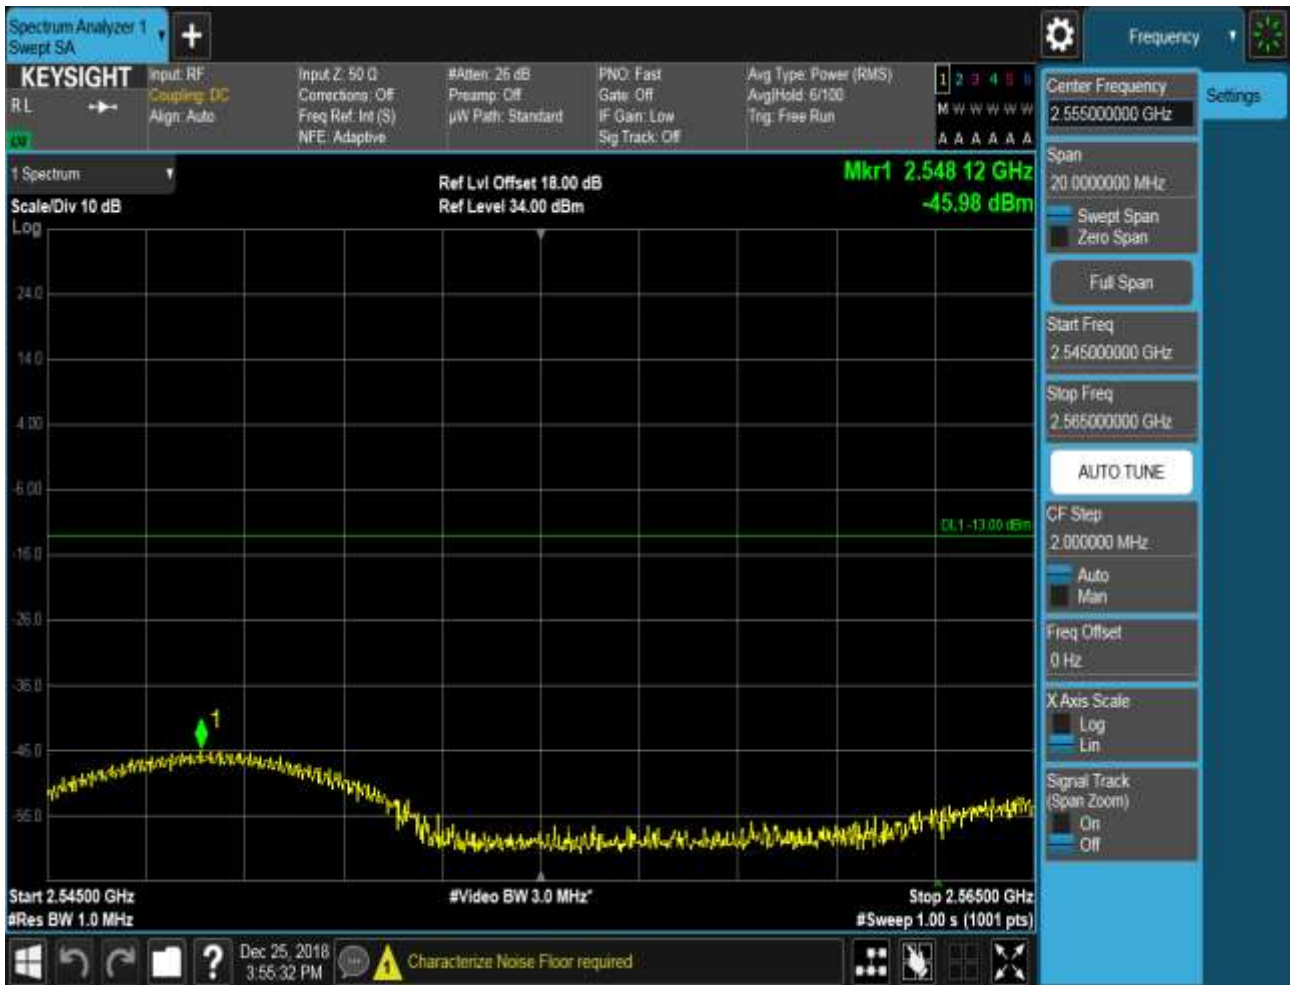 Spectrum Analyzer 1
Swept SA
Frequency
KEYSIGHT
RL
Input: RF
Coupling: DC
Align: Auto
Input Z: 50 Ω
Corrections: Off
Freq Ref: Int (S)
NFE: Adaptive
#Atten: 26 dB
Preamp: Off
µW Path: Standard
PNO: Fast
Gate: Off
IF Gain: Low
Sig Track: Off
Avg Type: Power (RMS)
Avg|Hold: 6/100
Trig: Free Run
1 2 3 4 5 6
M W W W W W
A A A A A A
1 Spectrum
Scale/Div 10 dB
Log
Ref Lvl Offset 18.00 dB
Ref Level 34.00 dBm
Mkr1 2.548 12 GHz
-45.98 dBm
24.0
14.0
4.00
-6.00
-16.0
-26.0
-36.0
-46.0
-56.0
DL1 -13.00 dBm
1
Start 2.54500 GHz
#Video BW 3.0 MHz*
Stop 2.56500 GHz
#Res BW 1.0 MHz
#Sweep 1.00 s (1001 pts)
Center Frequency
2.555000000 GHz
Settings
Span
20.0000000 MHz
Swept Span
Zero Span
Full Span
Start Freq
2.545000000 GHz
Stop Freq
2.565000000 GHz
AUTO TUNE
CF Step
2.000000 MHz
Auto
Man
Freq Offset
0 Hz
X Axis Scale
Log
Lin
Signal Track
(Span Zoom)
On
Off
?
Dec 25, 2018
3:55:32 PM
Characterize Noise Floor required